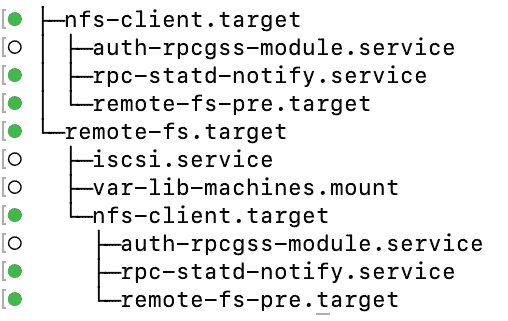 [● ├─nfs-client.target
[○ │ ├─auth-rpcgss-module.service
[● │ ├─rpc-statd-notify.service
[● │ └─remote-fs-pre.target
[● └─remote-fs.target
[○   ├─iscsi.service
[○   ├─var-lib-machines.mount
[●   └─nfs-client.target
[○     ├─auth-rpcgss-module.service
[●     ├─rpc-statd-notify.service
[●     └─remote-fs-pre.target